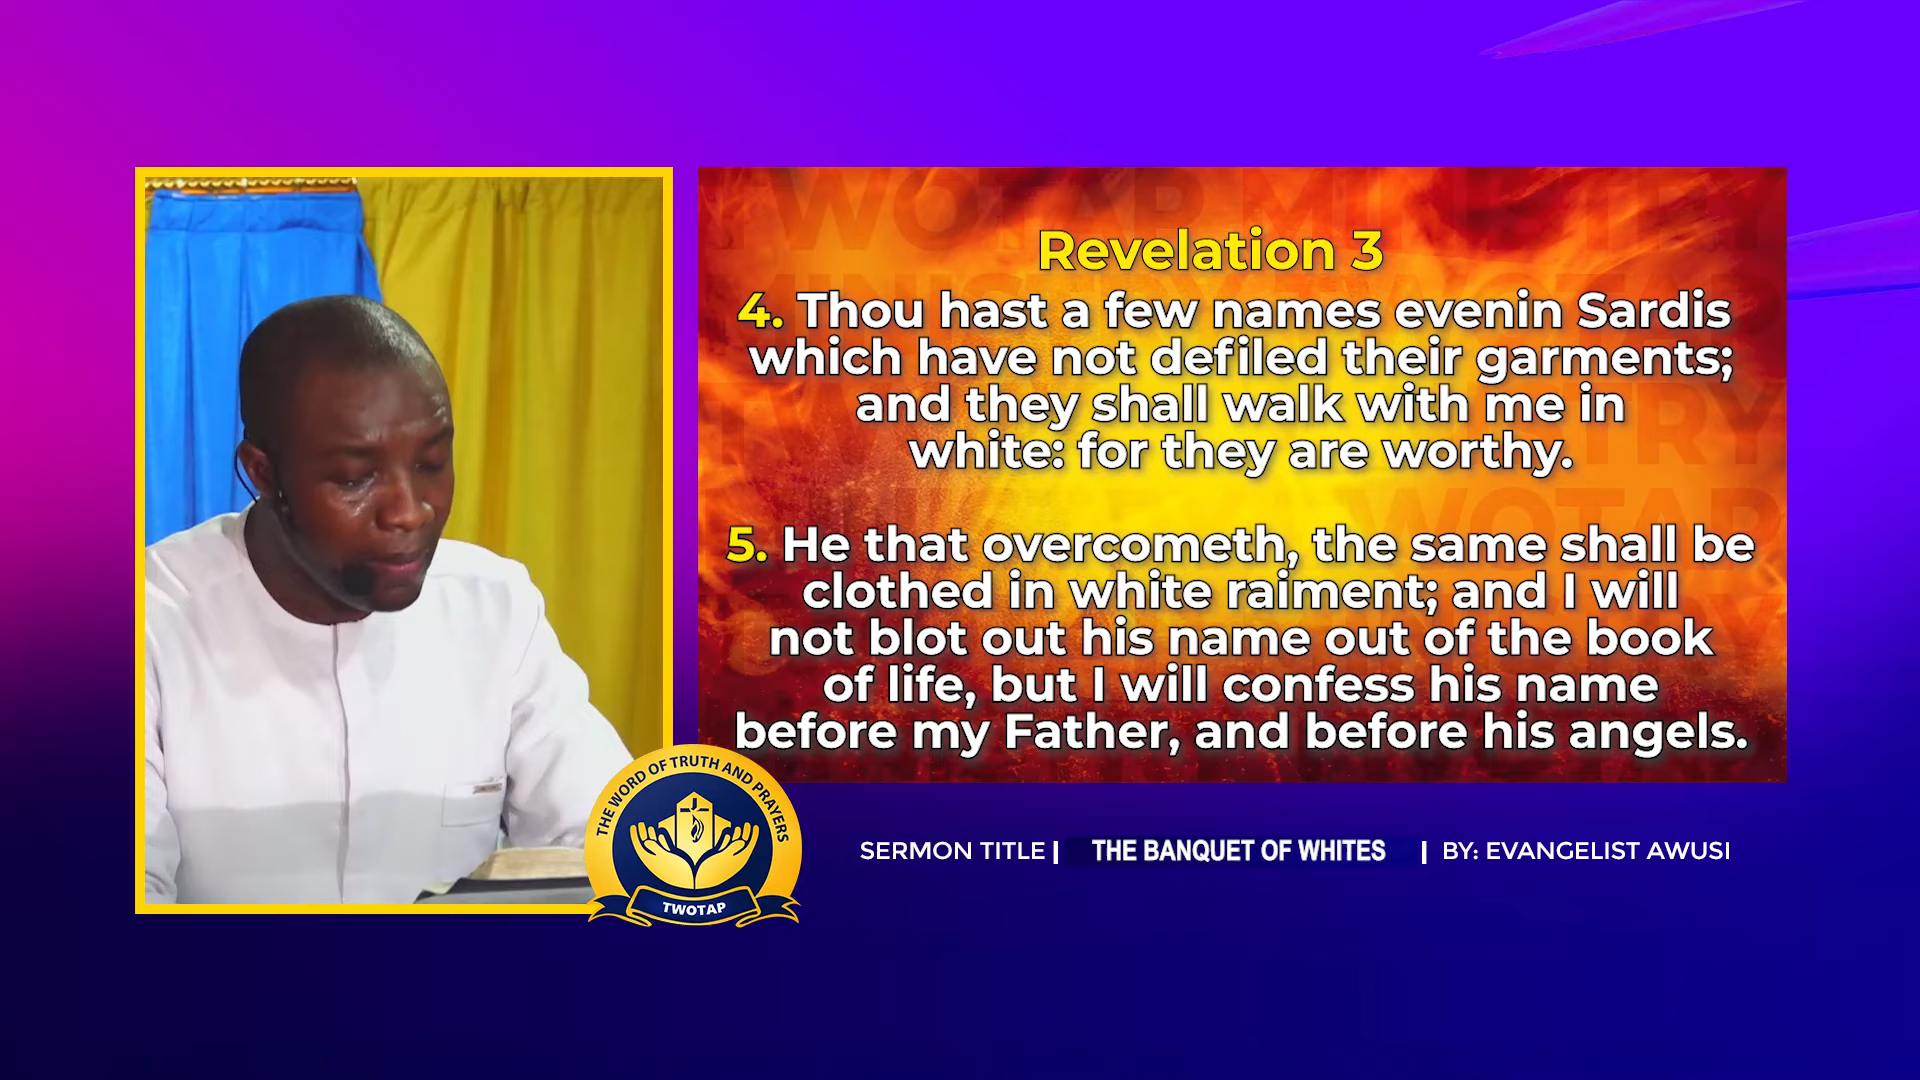 Revelation 3
4. Thou hast a few names evenin Sardis
which have not defiled their garments;
and they shall walk with me in
white: for they are worthy.
5. He that overcometh, the same shall be
clothed in white raiment; and I will
not blot out his name out of the book
of life, but I will confess his name
before my Father, and before his angels.
THE WORD OF TRUTH AND PRAYERS
TWOTAP
SERMON TITLE | THE BANQUET OF WHITES | BY: EVANGELIST AWUSI